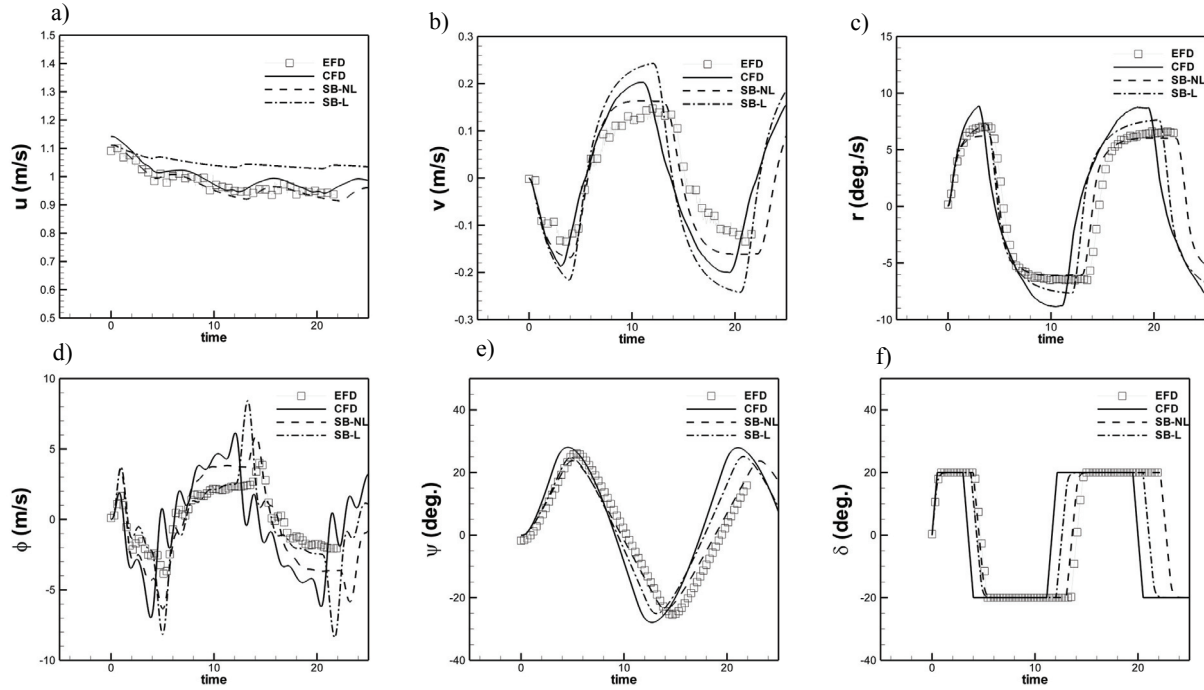 a)
1.5
1.4
1.3
1.2
1.1
1
0.9
0.8
0.7
0.6
0.5
u (m/s)
0
20
time
EFD
CFD
SB-NL
SB-L
b)
0.3
0.2
0.1
0
-0.1
-0.2
-0.3
v (m/s)
0
10
20
time
EFD
CFD
SB-NL
SB-L
c)
15
10
5
0
-5
-10
r (deg./s)
0
10
20
time
EFD
CFD
SB-NL
SB-L
d)
10
5
0
-5
-10
ϕ (m/s)
0
20
time
EFD
CFD
SB-NL
SB-L
e)
40
20
0
-20
-40
ψ (deg.)
0
10
20
time
EFD
CFD
SB-NL
SB-L
f)
40
20
0
-20
-40
δ (deg.)
0
10
20
time
EFD
CFD
SB-NL
SB-L